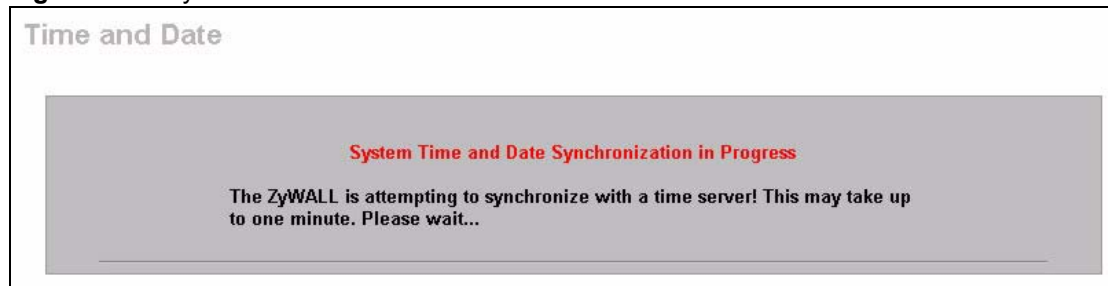 Time and Date
System Time and Date Synchronization in Progress
The ZyWALL is attempting to synchronize with a time server! This may take up
to one minute. Please wait...